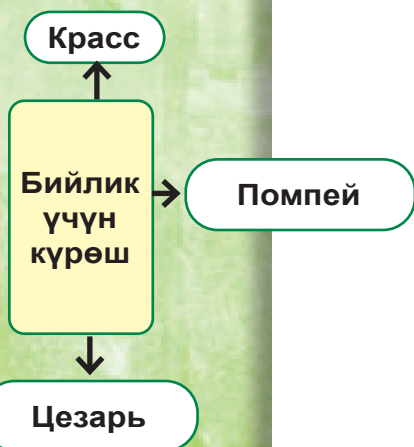 Красс
Бийлик
үчүн
күрөш
Помпей
Цезарь